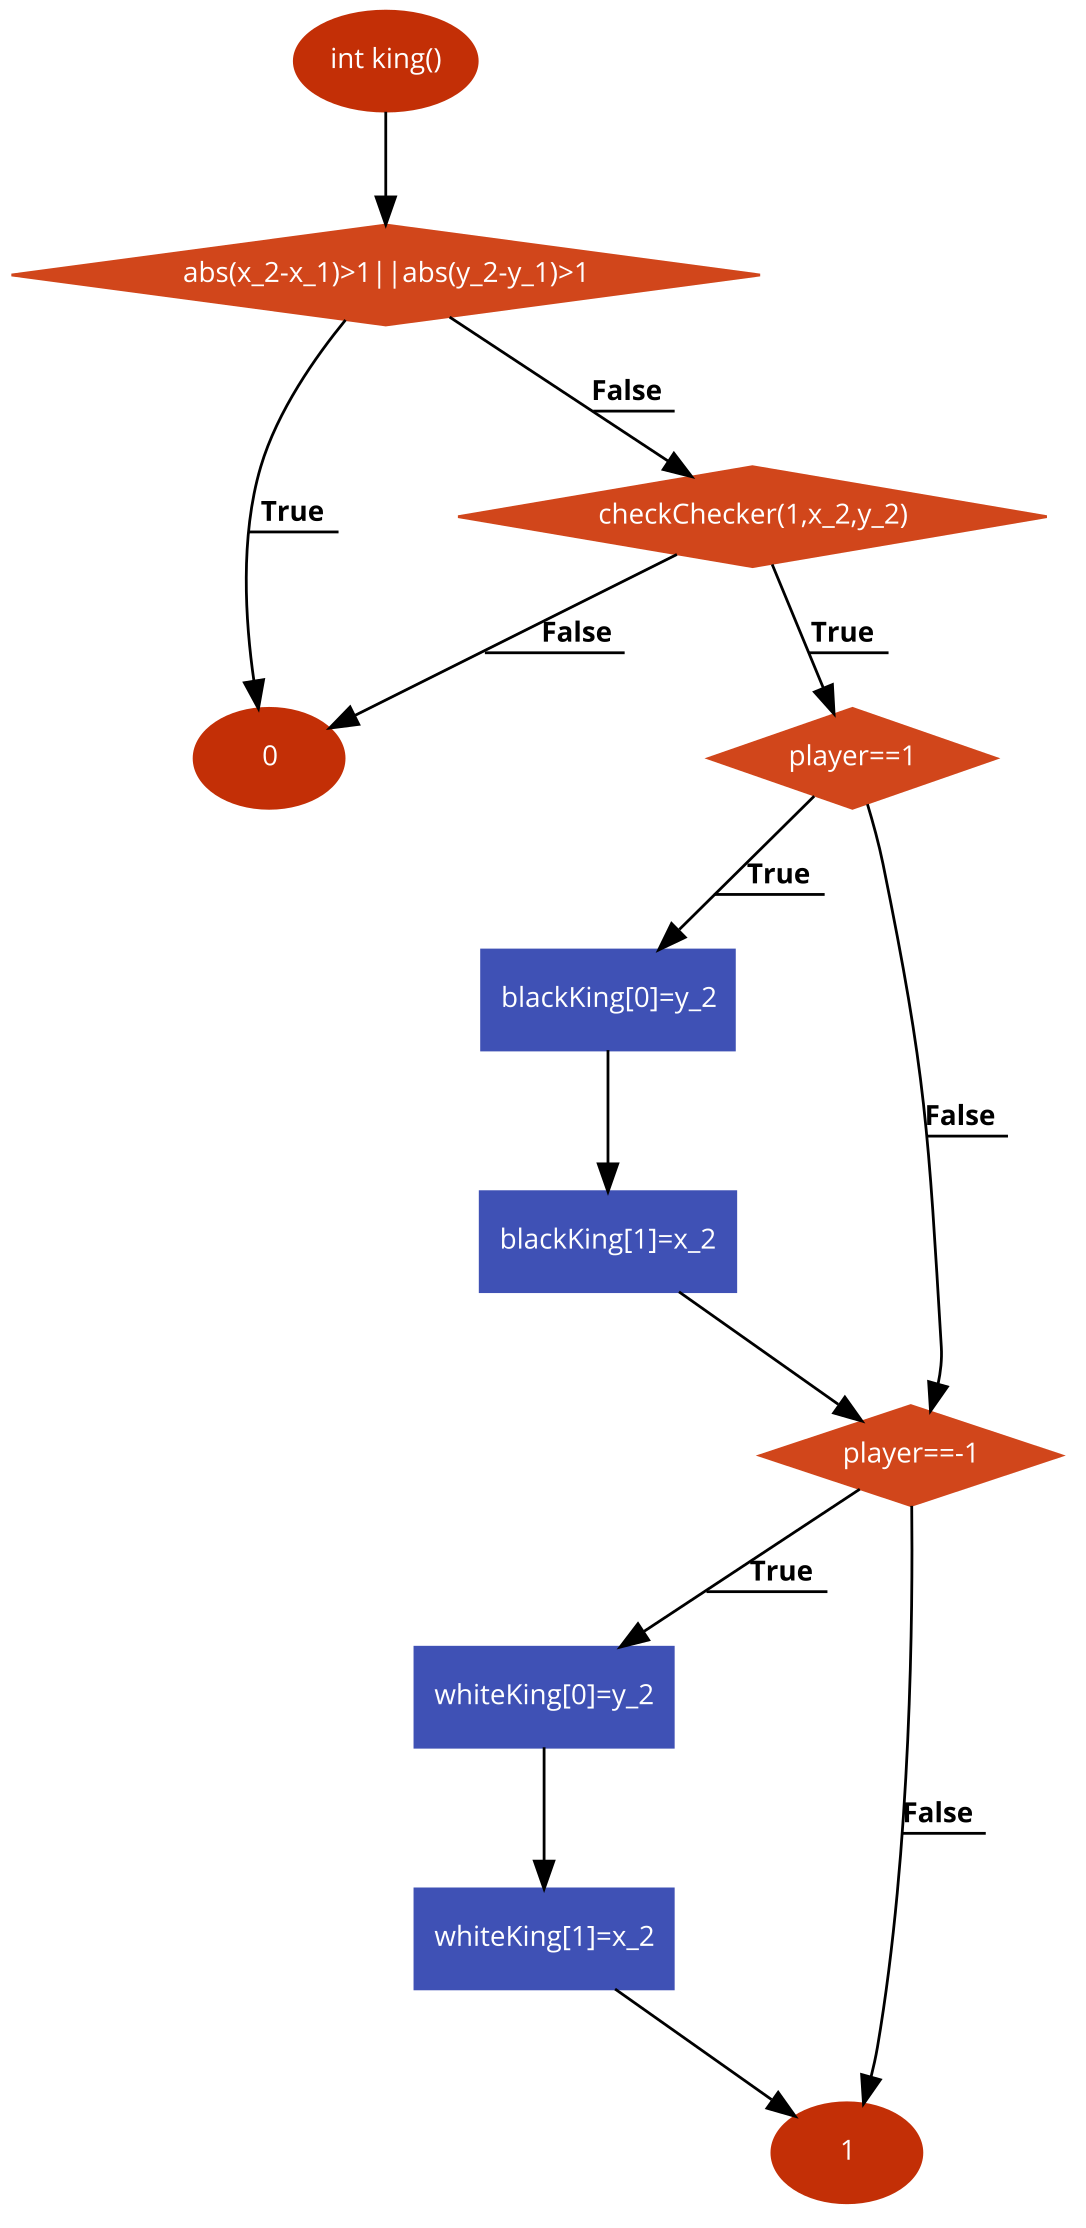 int king()
abs(x_2-x_1)>1||abs(y_2-y_1)>1
False
True
checkChecker(1,x_2,y_2)
False
True
0
player==1
True
blackKing[0]=y_2
False
blackKing[1]=x_2
player==-1
True
whiteKing[0]=y_2
False
whiteKing[1]=x_2
1